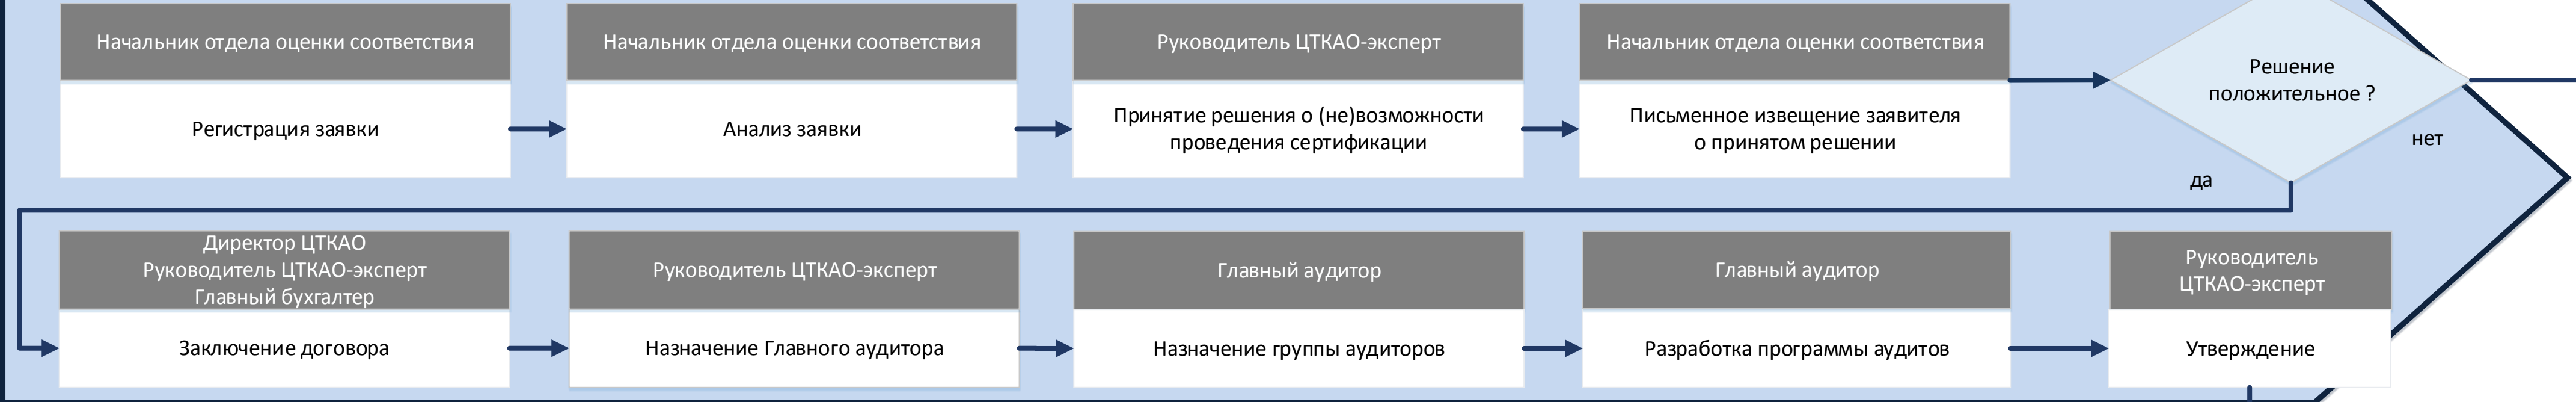 Начальник отдела оценки соответствия
Регистрация заявки
Начальник отдела оценки соответствия
Анализ заявки
Руководитель ЦТКАО-эксперт
Принятие решения о (не)возможности
проведения сертификации
Начальник отдела оценки соответствия
Письменное извещение заявителя
о принятом решении
Решение
положительное ?
нет
да
Директор ЦТКАО
Руководитель ЦТКАО-эксперт
Главный бухгалтер
Заключение договора
Руководитель ЦТКАО-эксперт
Назначение Главного аудитора
Главный аудитор
Назначение группы аудиторов
Главный аудитор
Разработка программы аудитов
Руководитель
ЦТКАО-эксперт
Утверждение